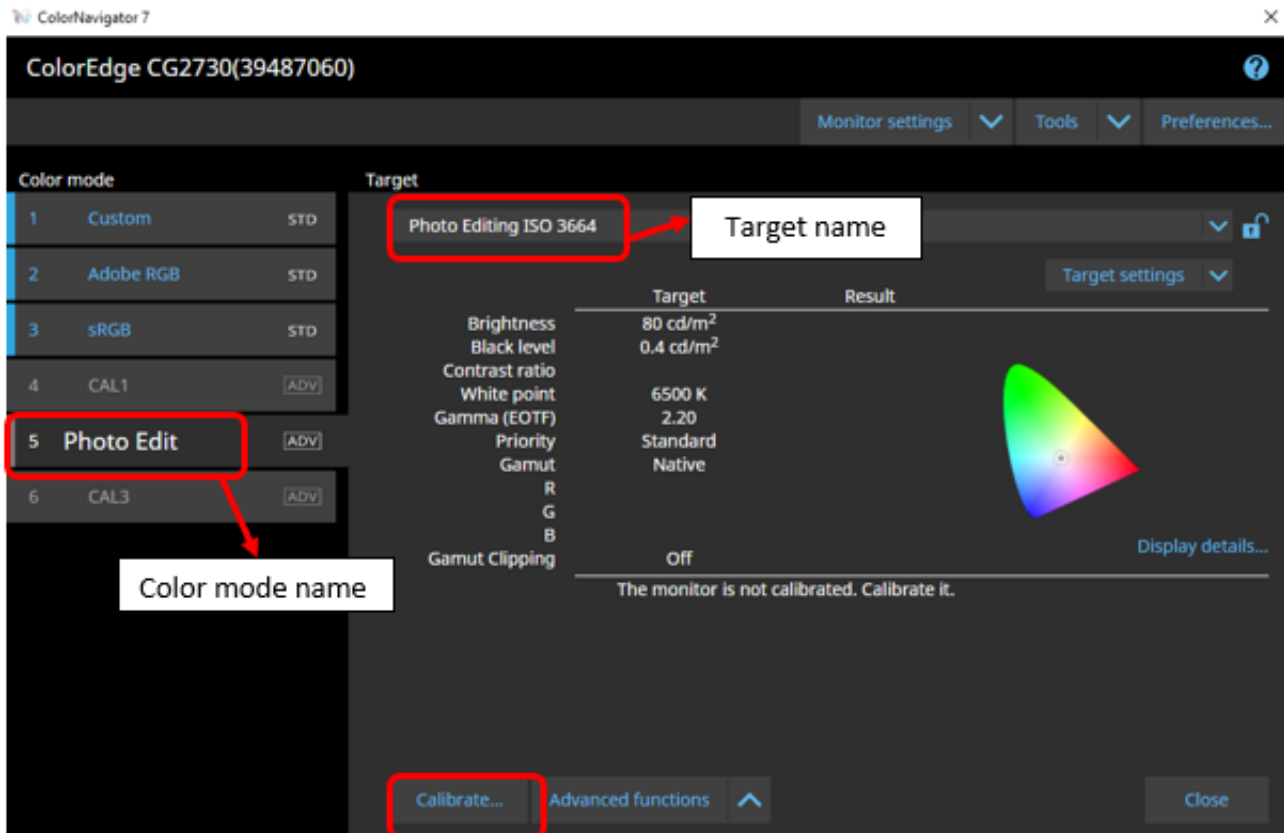 ColorNavigator 7
ColorEdge CG2730(39487060)
Monitor settings Tools Preferences...
Color mode
1 Custom STD
2 Adobe RGB STD
3 sRGB STD
4 CAL1 ADV
5 Photo Edit ADV
6 CAL3 ADV
Color mode name
Target
Photo Editing ISO 3664
Target name
Target settings
Target Result
Brightness 80 cd/m²
Black level 0.4 cd/m²
Contrast ratio
White point 6500 K
Gamma (EOTF) 2.20
Priority Standard
Gamut Native
R
G
B
Gamut Clipping Off
Display details...
The monitor is not calibrated. Calibrate it.
Calibrate... Advanced functions Close